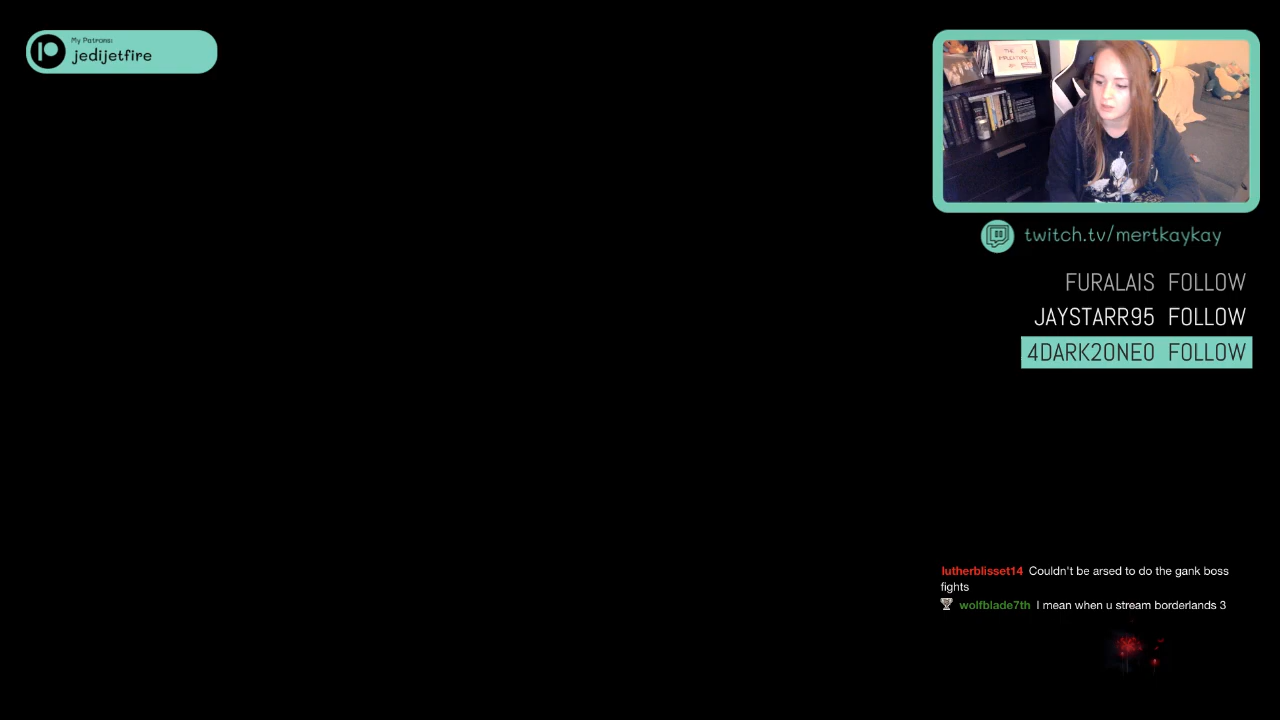 My Patrons:
jedijetfire
twitch.tv/mertkaykay
FURALAIS FOLLOW
JAYSTARR95 FOLLOW
4DARK20NE0 FOLLOW
lutherblisset14 Couldn't be arsed to do the gank boss
fights
wolfblade7th I mean when u stream borderlands 3